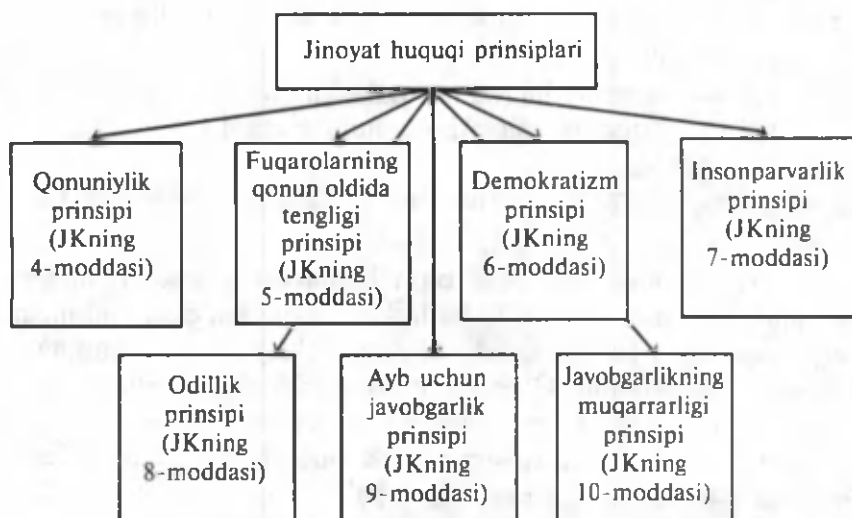 Jinoyat huquqi prinsiplari
Qonuniylik
prinsipi
(JKning
4-moddasi)
Fuqarolarning
qonun oldida
tengligi
prinsipi
(JKning
5-moddasi)
Demokratizm
prinsipi
(JKning
6-moddasi)
Insonparvarlik
prinsipi
(JKning
7-moddasi)
Odillik
prinsipi
(JKning
8-moddasi)
Ayb uchun
javobgarlik
prinsipi
(JKning
9-moddasi)
Javobgarlikning
muqarrarligi
prinsipi
(JKning
10-moddasi)